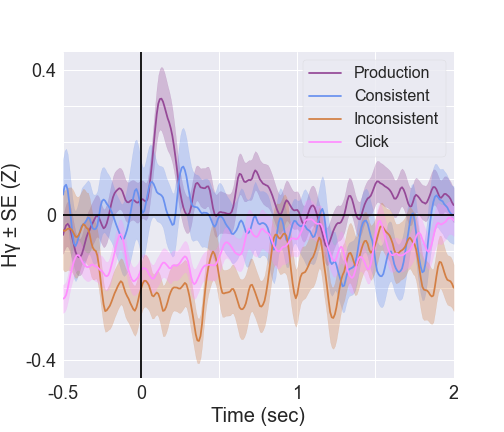 Production
Consistent
Inconsistent
Click
0.4
0
-0.4
Hγ ± SE (Z)
-0.5
0
1
2
Time (sec)